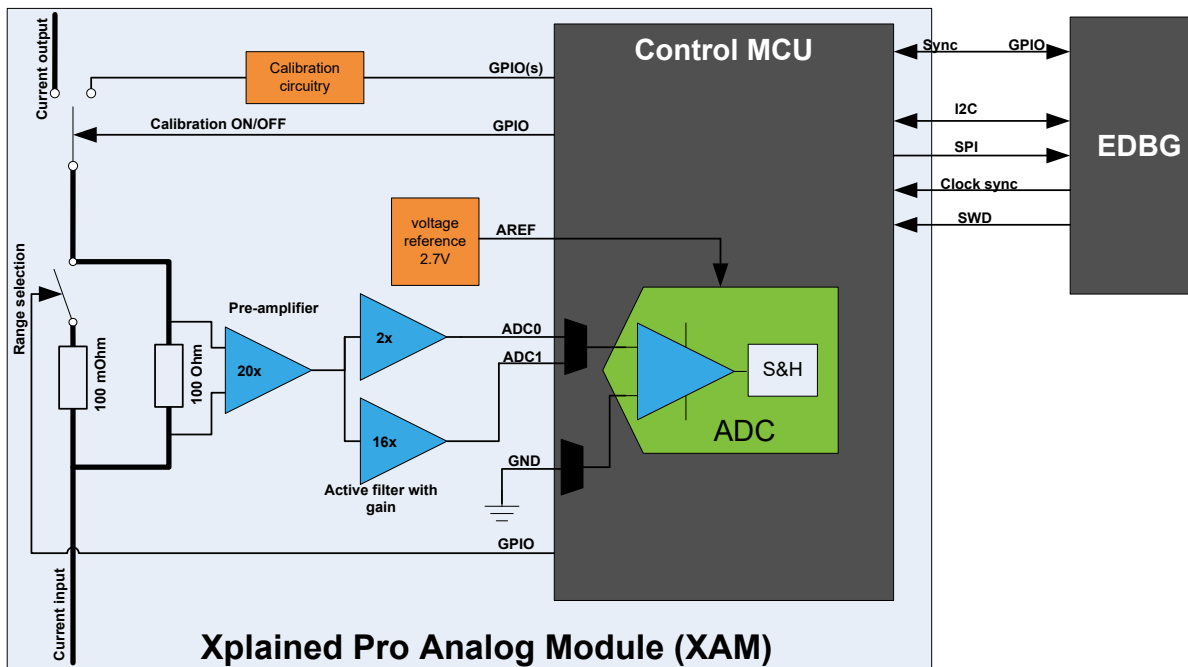 Current output
Calibration
circuitry
GPIO(s)
Control MCU
Sync
GPIO
Calibration ON/OFF
GPIO
I2C
SPI
EDBG
Clock sync
SWD
voltage
reference
2.7V
AREF
Range selection
Pre-amplifier
2x
ADC0
ADC1
20x
S&H
100 mOhm
100 Ohm
16x
ADC
GND
Active filter with
gain
GPIO
Current input
Xplained Pro Analog Module (XAM)